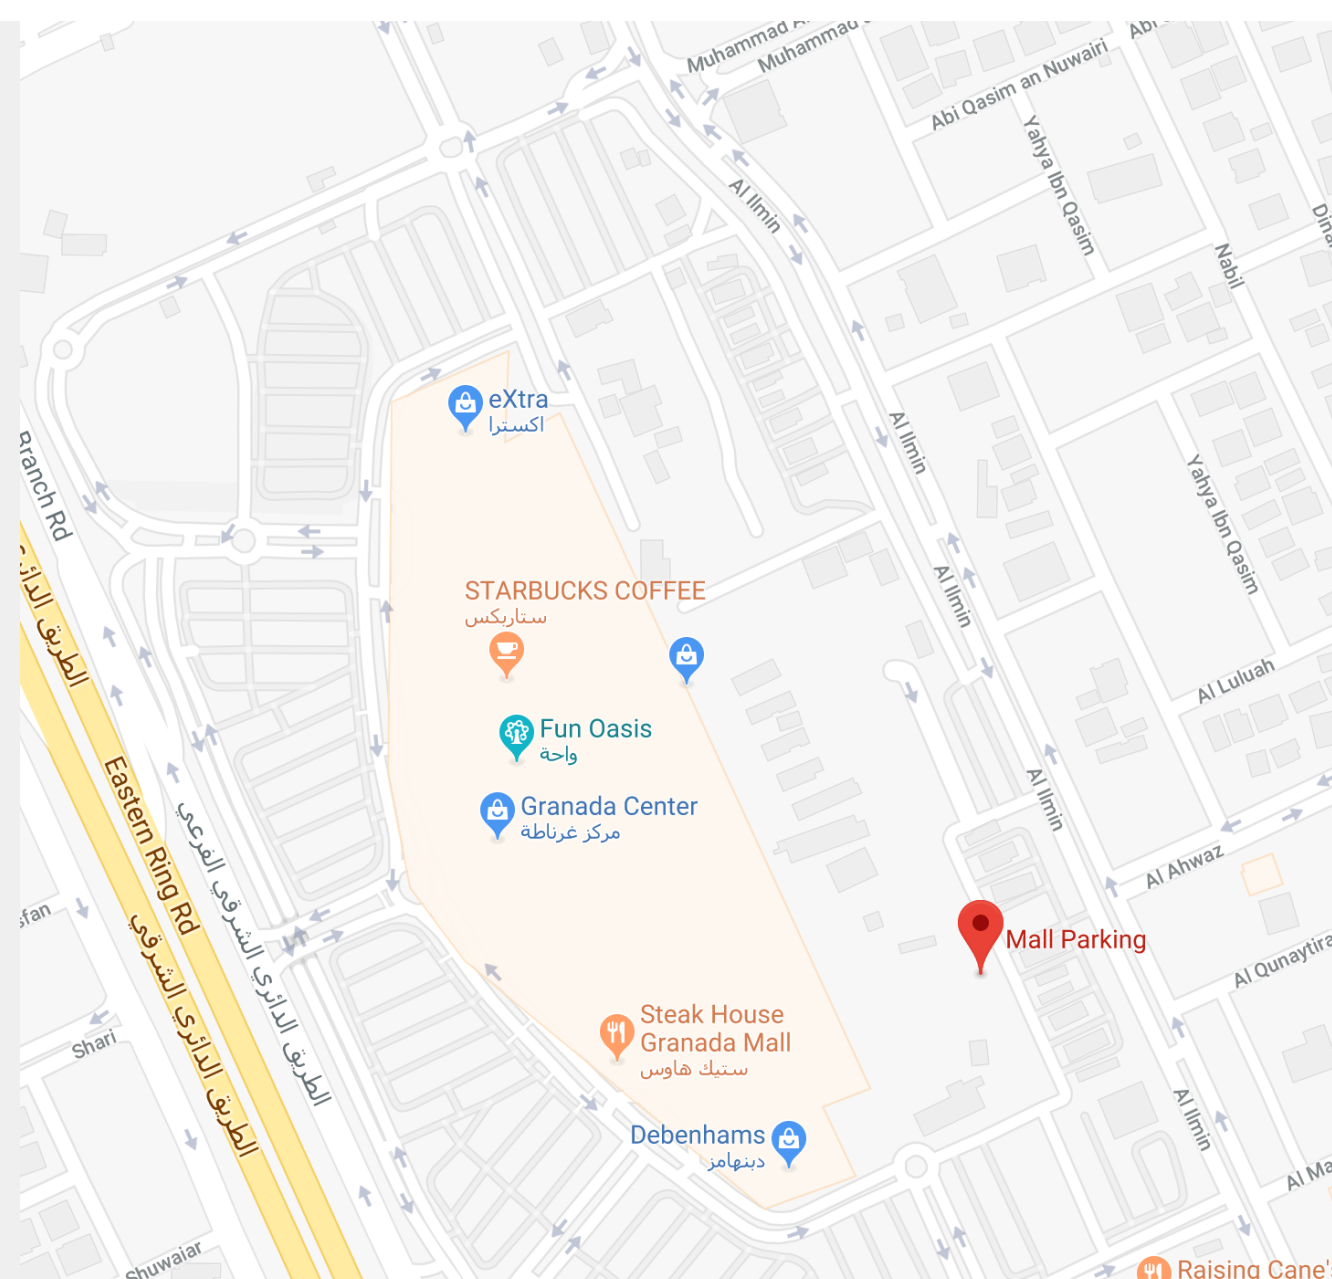 Muhammad
Muhammad
Abi Qasim an Nuwairi
Yahya Ibn Qasim
Al Ilmin
Nabil
eXtra
اكسترا
Al Ilmin
Branch Rd
Yahya Ibn Qasim
STARBUCKS COFFEE
ستاربكس
Al Ilmin
Al Luluah
Fun Oasis
واحة
Eastern Ring Rd
Granada Center
مركز غرناطة
Al Ilmin
Al Ahwaz
Mall Parking
الطريق الدائري الشرقي الفرعي
الطريق الدائري الشرقي
Steak House
Granada Mall
ستيك هاوس
Shari
Debenhams
دبنهامز
Al Ilmin
Shuwaiar
Raising Cane's